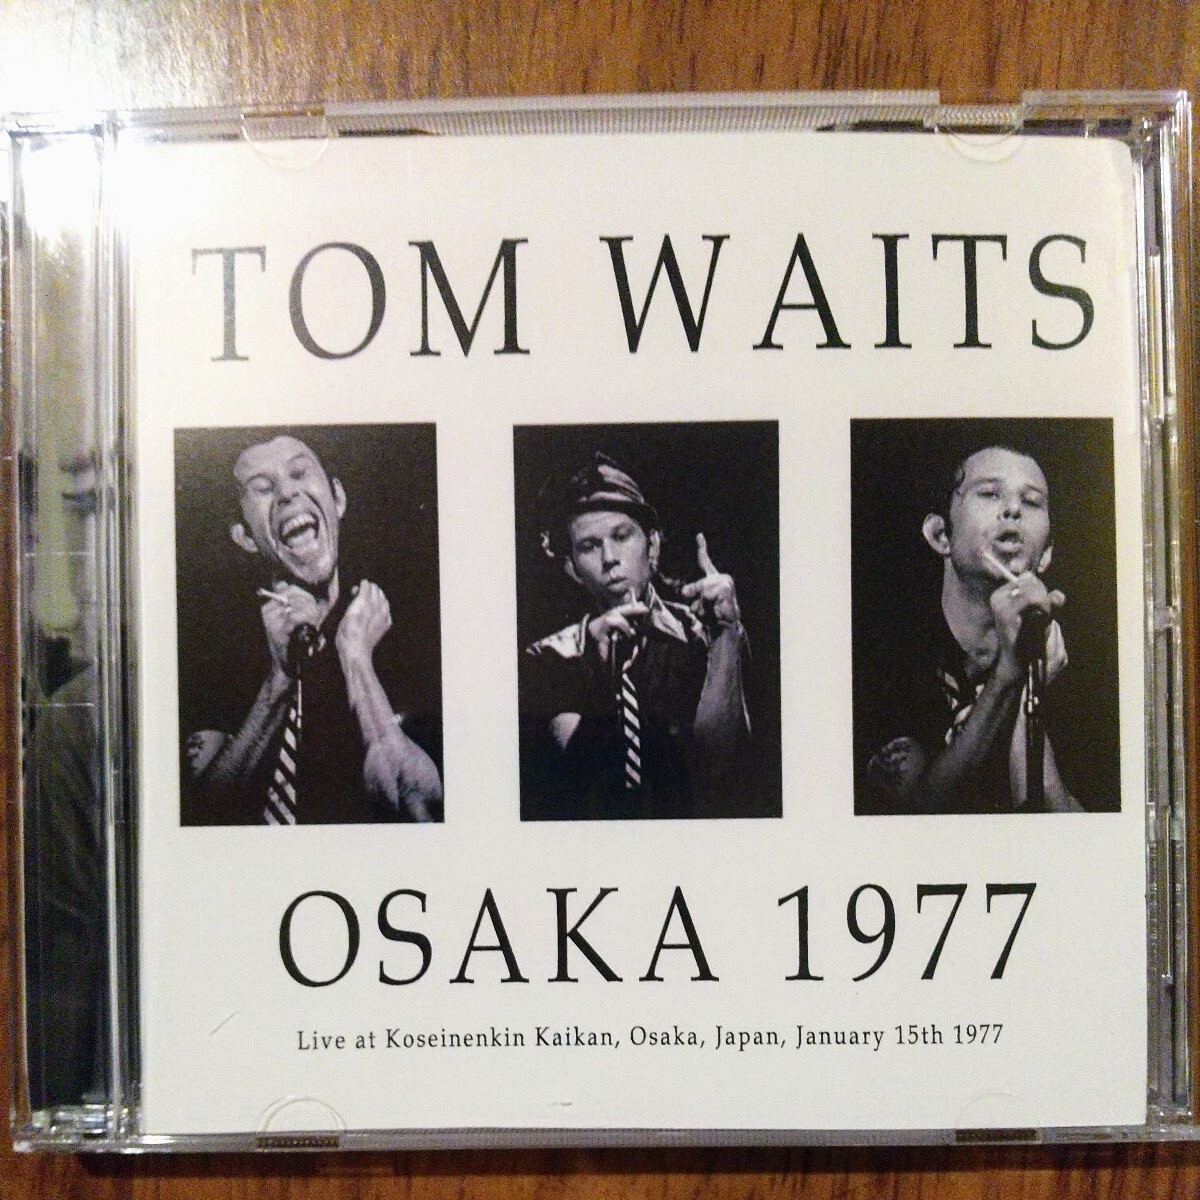 TOM WAITS
OSAKA 1977
Live at Koseinenkin Kaikan, Osaka, Japan, January 15th 1977